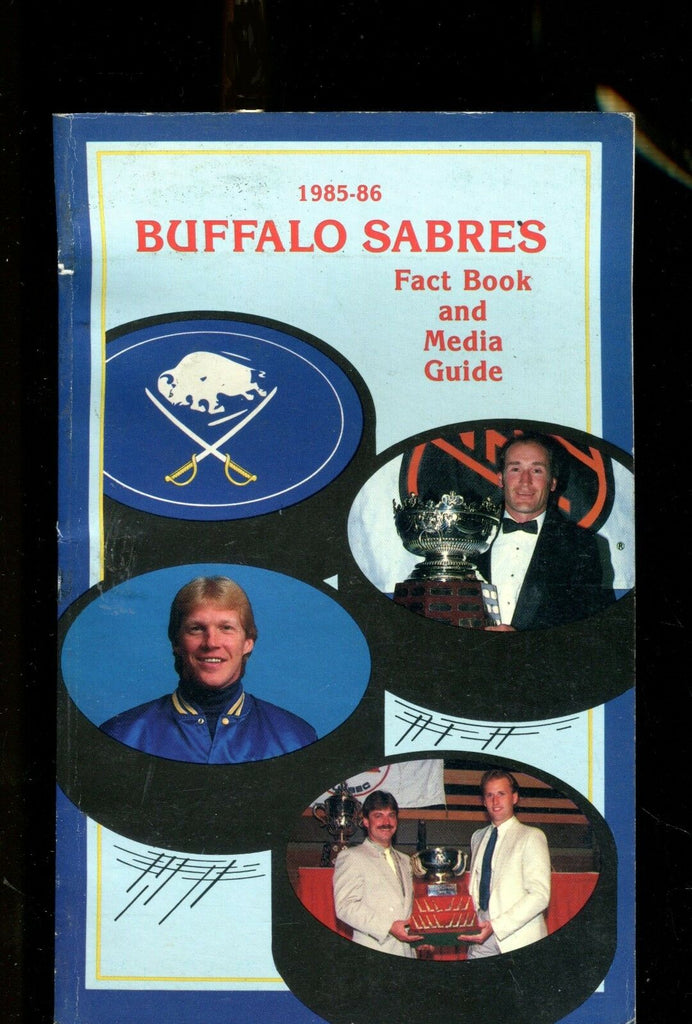 1985-86
BUFFALO SABRES
Fact Book
and
Media
Guide
®